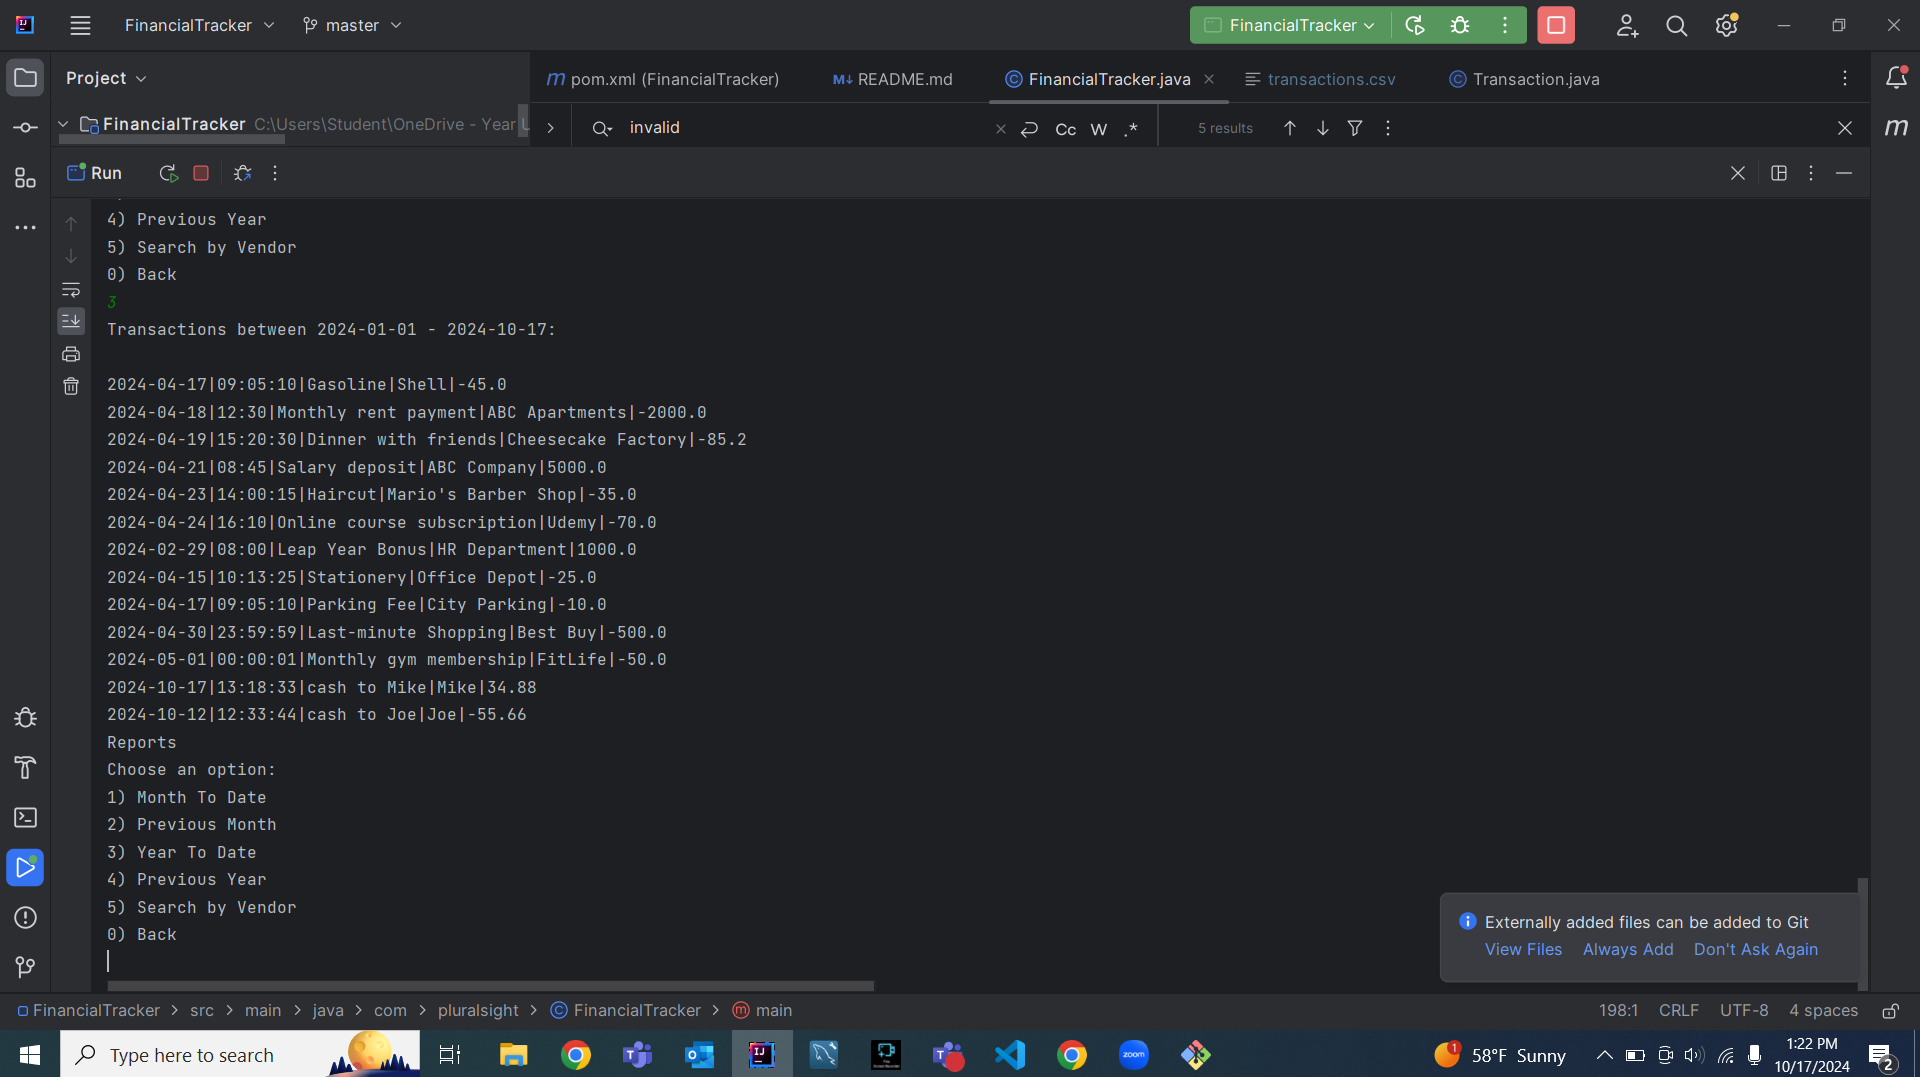 FinancialTracker
master
FinancialTracker
Project
pom.xml (FinancialTracker)
README.md
FinancialTracker.java
transactions.csv
Transaction.java
FinancialTracker C:\Users\Student\OneDrive - Year U
invalid
Cc W .*
5 results
Run
4) Previous Year
5) Search by Vendor
0) Back
3
Transactions between 2024-01-01 - 2024-10-17:
2024-04-17|09:05:10|Gasoline|Shell|-45.0
2024-04-18|12:30|Monthly rent payment|ABC Apartments|-2000.0
2024-04-19|15:20:30|Dinner with friends|Cheesecake Factory|-85.2
2024-04-21|08:45|Salary deposit|ABC Company|5000.0
2024-04-23|14:00:15|Haircut|Mario's Barber Shop|-35.0
2024-04-24|16:10|Online course subscription|Udemy|-70.0
2024-02-29|08:00|Leap Year Bonus|HR Department|1000.0
2024-04-15|10:13:25|Stationery|Office Depot|-25.0
2024-04-17|09:05:10|Parking Fee|City Parking|-10.0
2024-04-30|23:59:59|Last-minute Shopping|Best Buy|-500.0
2024-05-01|00:00:01|Monthly gym membership|FitLife|-50.0
2024-10-17|13:18:33|cash to Mike|Mike|34.88
2024-10-12|12:33:44|cash to Joe|Joe|-55.66
Reports
Choose an option:
1) Month To Date
2) Previous Month
3) Year To Date
4) Previous Year
5) Search by Vendor
0) Back
Externally added files can be added to Git
View Files Always Add Don't Ask Again
FinancialTracker > src > main > java > com > pluralsight > FinancialTracker > main
198:1 CRLF UTF-8 4 spaces
Type here to search
zoom
1
58°F Sunny
1:22 PM
10/17/2024
2